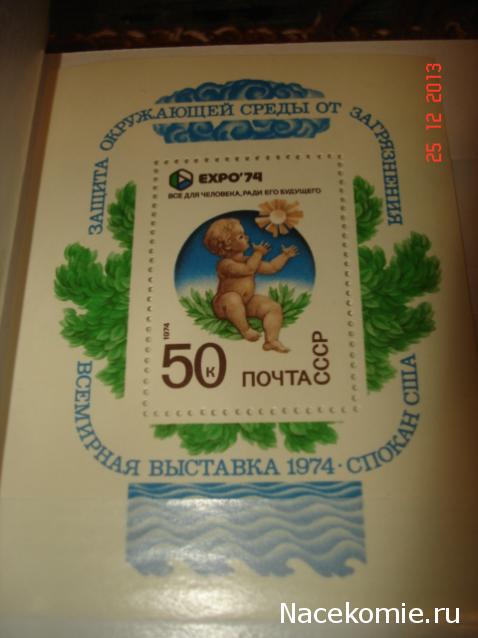 25 12 2013
ЗАЩИТА ОКРУЖАЮЩЕЙ СРЕДЫ ОТ ЗАГРЯЗНЕНИЯ
EXPO'74
ВСЕ ДЛЯ ЧЕЛОВЕКА, РАДИ ЕГО БУДУЩЕГО
1974
50 К
ПОЧТА СССР
ВСЕМИРНАЯ ВЫСТАВКА 1974 · СПОКАН США
Nacekomie.ru